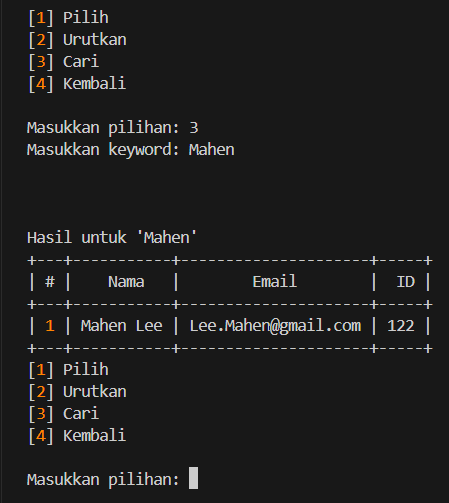 [1] Pilih
[2] Urutkan
[3] Cari
[4] Kembali
Masukkan pilihan: 3
Masukkan keyword: Mahen
Hasil untuk 'Mahen'
+---+-----------+---------------------+-----+
| # |    Nama   |        Email        |  ID |
+---+-----------+---------------------+-----+
| 1 | Mahen Lee | Lee.Mahen@gmail.com | 122 |
+---+-----------+---------------------+-----+
[1] Pilih
[2] Urutkan
[3] Cari
[4] Kembali
Masukkan pilihan: